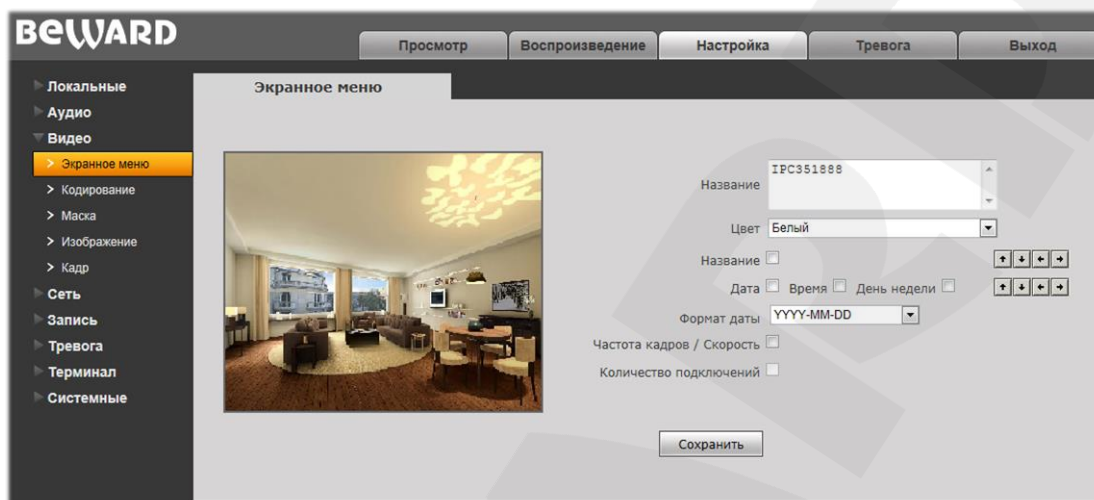 BEWARD
Просмотр
Воспроизведение
Настройка
Тревога
Выход
Локальные
Аудио
Видео
> Экранное меню
> Кодирование
> Маска
> Изображение
> Кадр
Сеть
Запись
Тревога
Терминал
Системные
Экранное меню
Название IPC351888
Цвет Белый
Название
Дата Время День недели
Формат даты YYYY-MM-DD
Частота кадров / Скорость
Количество подключений
Сохранить